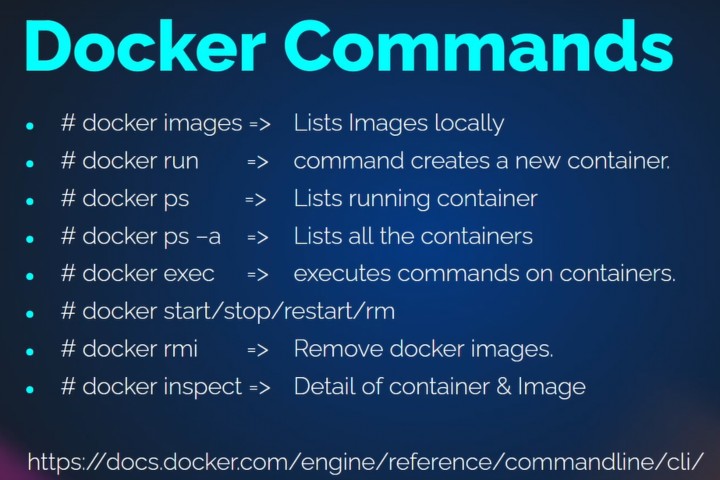 Docker Commands
• # docker images => Lists Images locally
• # docker run => command creates a new container.
• # docker ps => Lists running container
• # docker ps –a => Lists all the containers
• # docker exec => executes commands on containers.
• # docker start/stop/restart/rm
• # docker rmi => Remove docker images.
• # docker inspect => Detail of container & Image
https://docs.docker.com/engine/reference/commandline/cli/